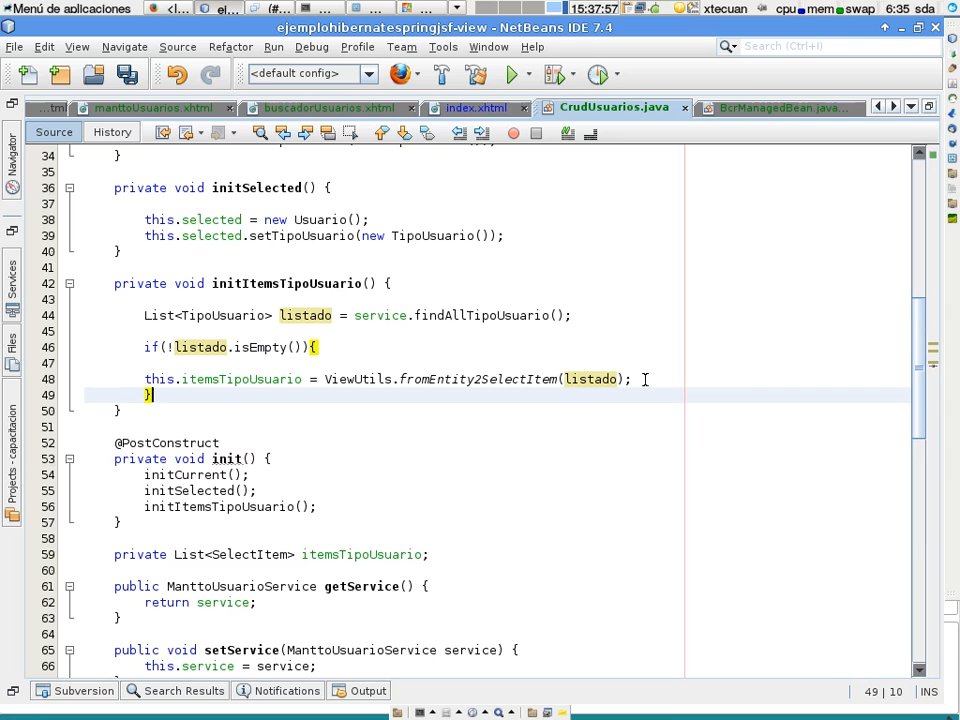 Menú de aplicaciones
15:37:57
xtecuan
cpu
mem
swap
6:35 sda
ejemplohibernatespringjsf-view - NetBeans IDE 7.4
File Edit View Navigate Source Refactor Run Debug Profile Team Tools Window Help
Search (Ctrl+I)
<default config>
...tml manttoUsuarios.xhtml buscadorUsuarios.xhtml index.xhtml CrudUsuarios.java BcrManagedBean.java...
Source History
Navigator
Services
Files
Projects - capacitacion
34 }
35
36 private void initSelected() {
37
38 this.selected = new Usuario();
39 this.selected.setTipoUsuario(new TipoUsuario());
40 }
41
42 private void initItemsTipoUsuario() {
43
44 List<TipoUsuario> listado = service.findAllTipoUsuario();
45
46 if(!listado.isEmpty()){
47
48 this.itemsTipoUsuario = ViewUtils.fromEntity2SelectItem(listado);
49 }
50 }
51
52 @PostConstruct
53 private void init() {
54 initCurrent();
55 initSelected();
56 initItemsTipoUsuario();
57 }
58
59 private List<SelectItem> itemsTipoUsuario;
60
61 public ManttoUsuarioService getService() {
62 return service;
63 }
64
65 public void setService(ManttoUsuarioService service) {
66 this.service = service;
Subversion Search Results Notifications Output
49 | 10 INS